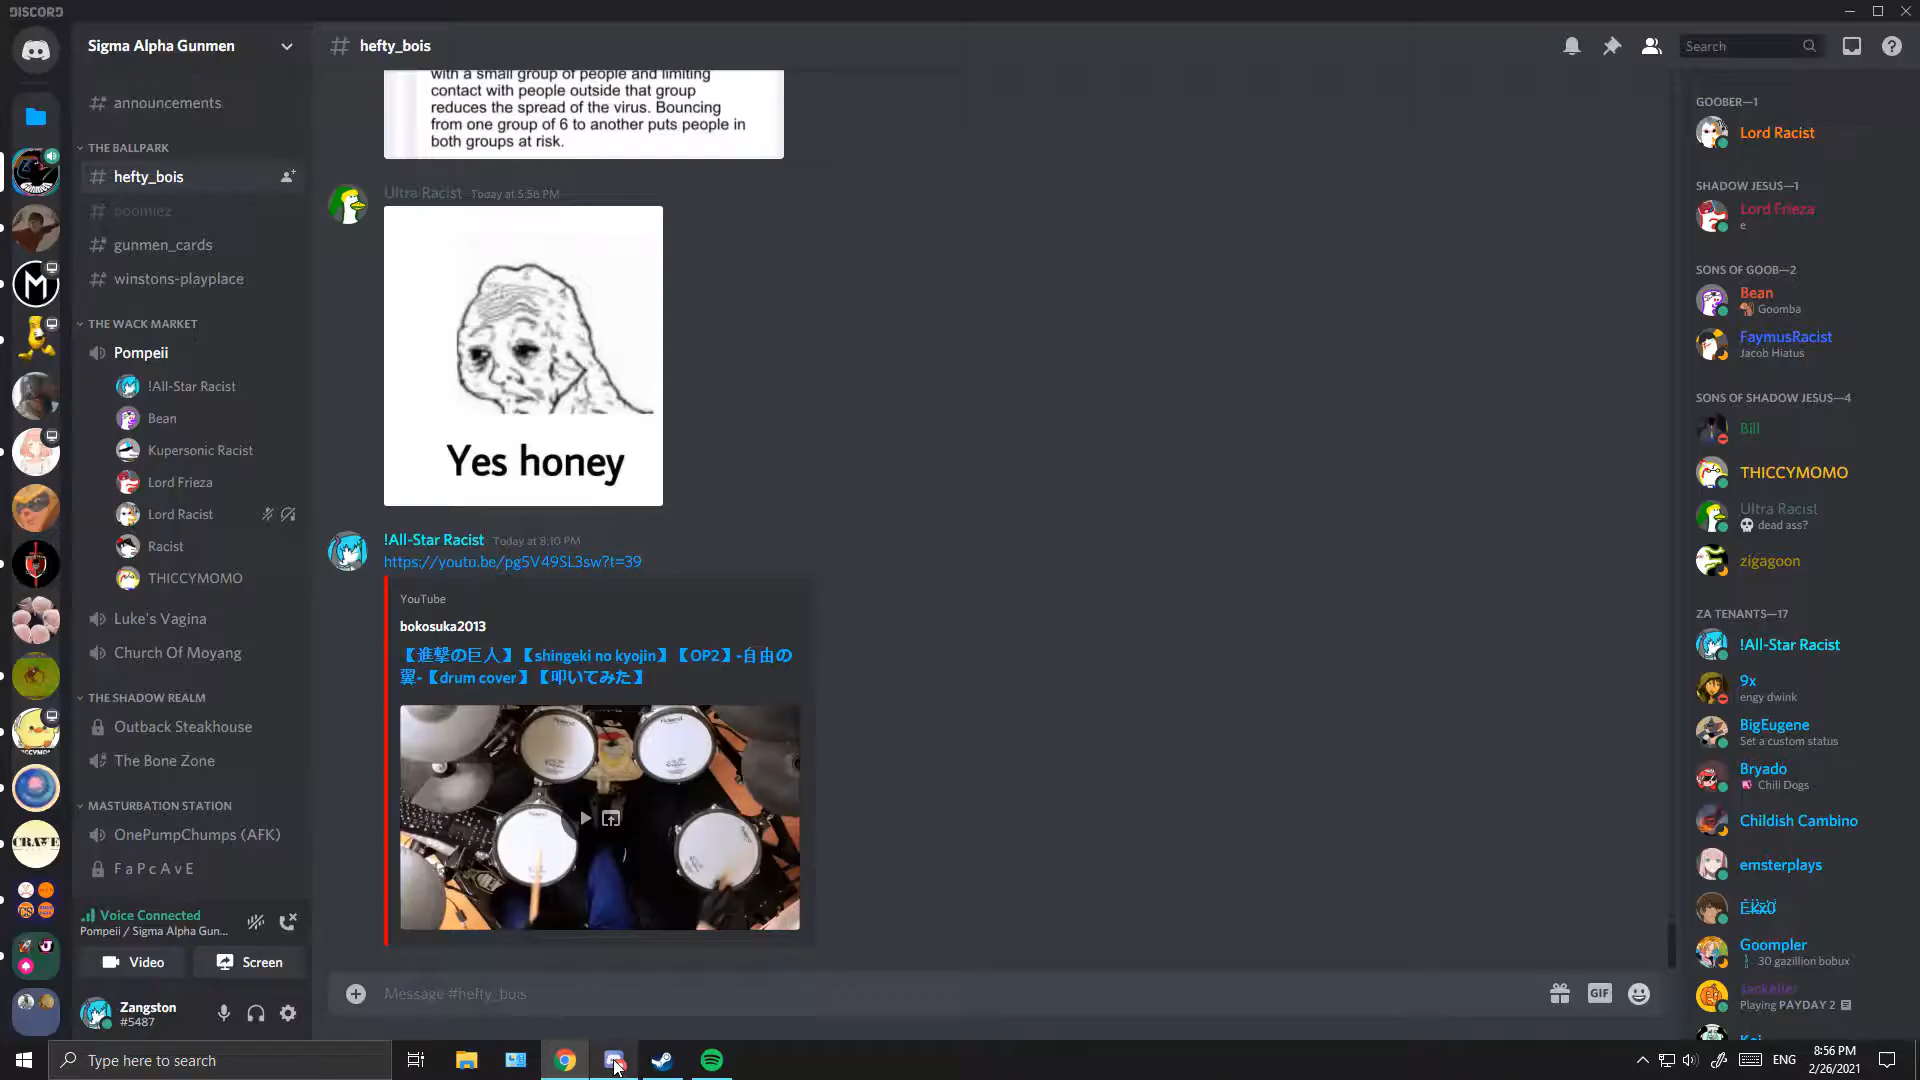 DISCORD
Sigma Alpha Gunmen
announcements
THE BALLPARK
hefty_bois
oomiez
gunmen_cards
winstons-playplace
THE WACK MARKET
Pompeii
!All-Star Racist
Bean
Kupersonic Racist
Lord Frieza
Lord Racist
Racist
THICCYMOMO
Luke's Vagina
Church Of Moyang
THE SHADOW REALM
Outback Steakhouse
The Bone Zone
MASTURBATION STATION
OnePumpChumps (AFK)
F a P c A v E
Voice Connected
Pompeii / Sigma Alpha Gun...
Video
Screen
Zangston
#5487
hefty_bois
Search
with a small group of people and limiting
contact with people outside that group
reduces the spread of the virus. Bouncing
from one group of 6 to another puts people in
both groups at risk.
Ultra Racist Today at 5:56 PM
Yes honey
!All-Star Racist Today at 8:10 PM
https://youtu.be/pg5V49SL3sw?t=39
YouTube
bokosuka2013
【進撃の巨人】【shingeki no kyojin】【OP2】-自由の
翼-【drum cover】【叩いてみた】
Roland
Roland
Message #hefty_bois
GIF
GOOBER—1
Lord Racist
SHADOW JESUS—1
Lord Frieza
e
SONS OF GOOB—2
Bean
Goomba
FaymusRacist
Jacob Hiatus
SONS OF SHADOW JESUS—4
Bill
THICCYMOMO
Ultra Racist
dead ass?
zigagoon
ZA TENANTS—17
!All-Star Racist
9x
engy dwink
BigEugene
Set a custom status
Bryado
Chili Dogs
Childish Cambino
emsterplays
Goompler
30 gazillion bobux
Playing PAYDAY 2
CRAVE
Type here to search
ENG
8:56 PM
2/26/2021